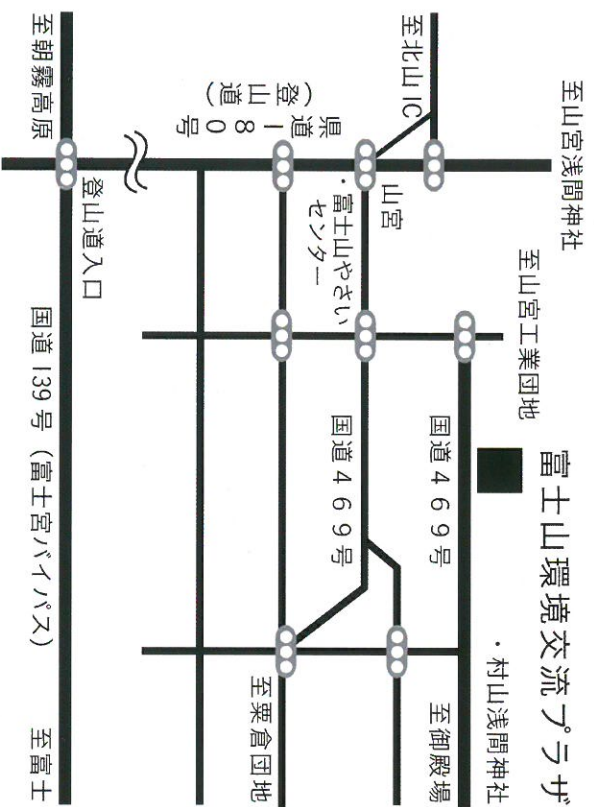 富士山環境交流プラザ
至山宮浅間神社
至山宮工業団地
・村山浅間神社
至御殿場
国道469号
至北山IC
山宮
・富士山やさい
センター
国道469号
県道180号
（登山道）
至粟倉団地
登山道入口
至朝霧高原
国道139号（富士宮バイパス）
至富士